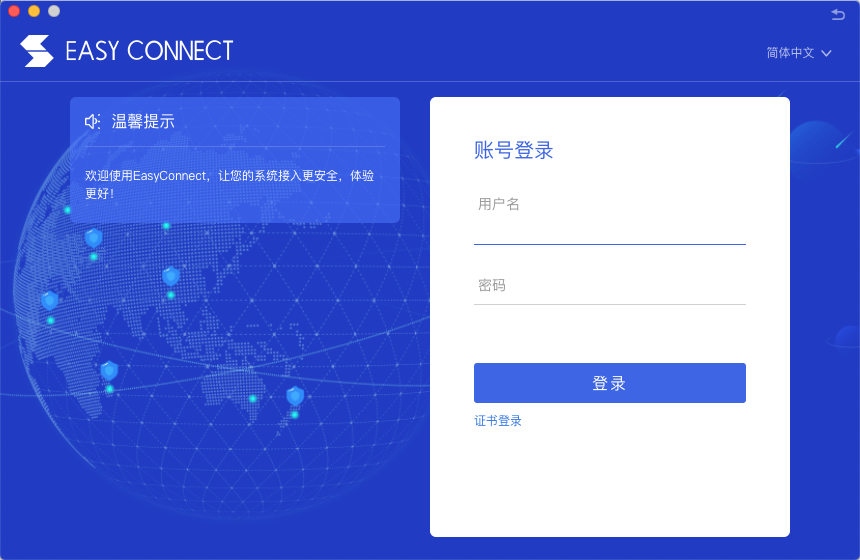 EASY CONNECT
简体中文
温馨提示
欢迎使用EasyConnect，让您的系统接入更安全，体验
更好！
账号登录
用户名
密码
登录
证书登录